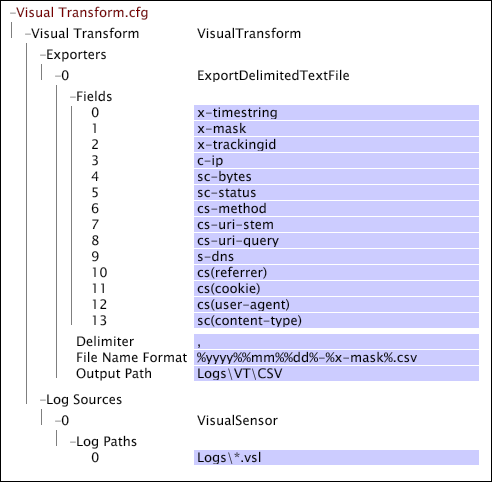 Visual Transform.cfg
Visual Transform VisualTransform
Exporters
0 ExportDelimitedTextFile
Fields
0 x-timestring
1 x-mask
2 x-trackingid
3 c-ip
4 sc-bytes
5 sc-status
6 cs-method
7 cs-uri-stem
8 cs-uri-query
9 s-dns
10 cs(referrer)
11 cs(cookie)
12 cs(user-agent)
13 sc(content-type)
Delimiter ,
File Name Format %yyyy%%mm%%dd%-%x-mask%.csv
Output Path Logs\VT\CSV
Log Sources
0 VisualSensor
Log Paths
0 Logs\*.vsl